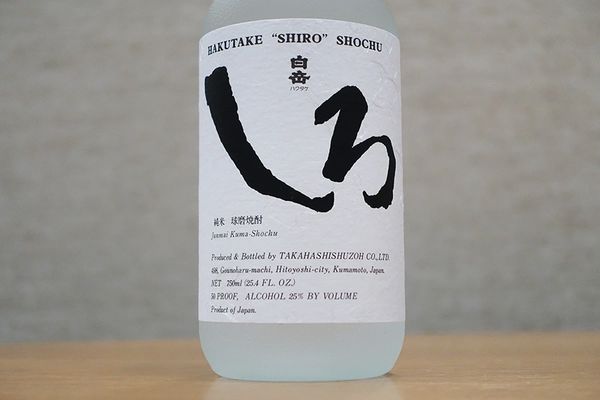 HAKUTAKE "SHIRO" SHOCHU
白岳
ハクタケ
しろ
純米 球磨焼酎
Junmai Kuma-Shochu
Produced & Bottled by TAKAHASHISHUZOH CO.,LTD.
498, Gounoharu-machi, Hitoyoshi-city, Kumamoto, Japan.
NET 750ml (25.4 FL. OZ.)
50 PROOF, ALCOHOL 25% BY VOLUME
Product of Japan.